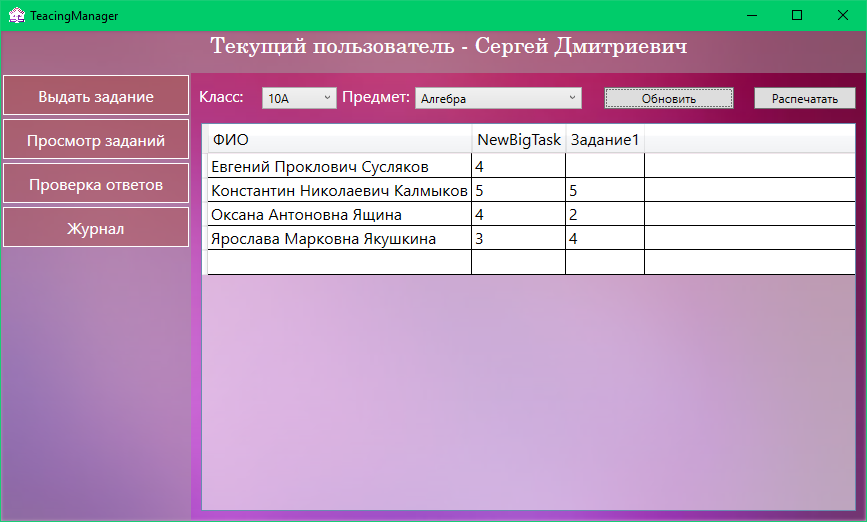 TeacingManager
Текущий пользователь - Сергей Дмитриевич
Выдать задание
Просмотр заданий
Проверка ответов
Журнал
Класс: 10А Предмет: Алгебра Обновить Распечатать
ФИО NewBigTask Задание1
Евгений Проклович Сусляков 4
Константин Николаевич Калмыков 5 5
Оксана Антоновна Ящина 4 2
Ярослава Марковна Якушкина 3 4